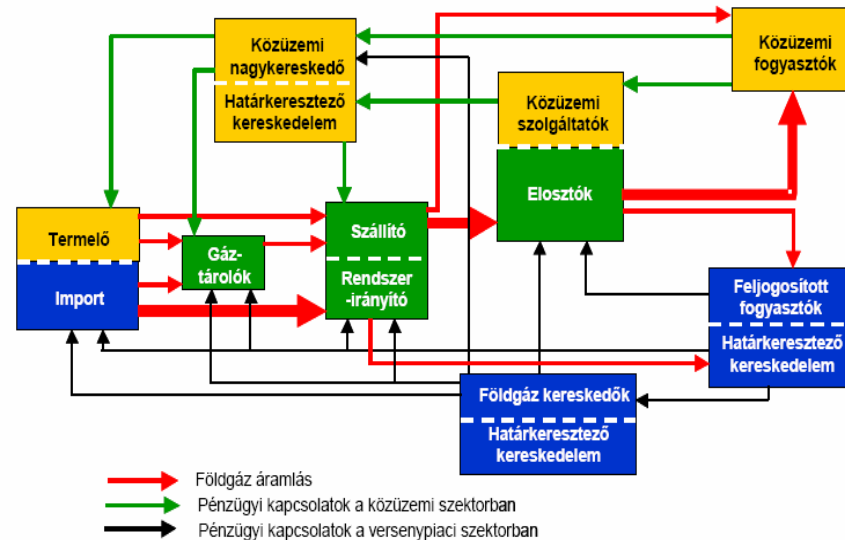 Közüzemi
nagykereskedő
Határkeresztező
kereskedelem
Közüzemi
fogyasztók
Közüzemi
szolgáltatók
Elosztók
Termelő
Import
Gáz-
tárolók
Szállító
Rendszer
-irányító
Feljogosított
fogyasztók
Határkeresztező
kereskedelem
Földgáz kereskedők
Határkeresztező
kereskedelem
Földgáz áramlás
Pénzügyi kapcsolatok a közüzemi szektorban
Pénzügyi kapcsolatok a versenypiaci szektorban